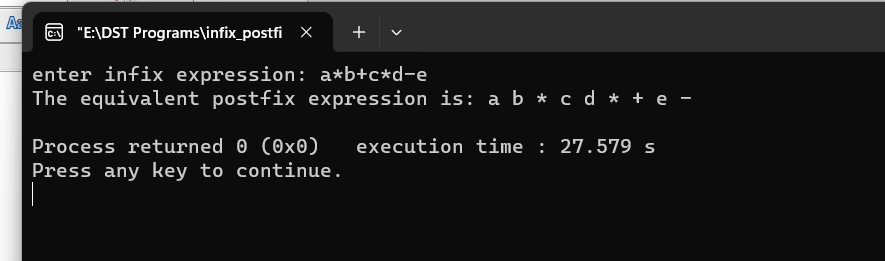 Aa
"E:\DST Programs\infix_postfi
enter infix expression: a*b+c*d-e
The equivalent postfix expression is: a b * c d * + e -
Process returned 0 (0x0)   execution time : 27.579 s
Press any key to continue.